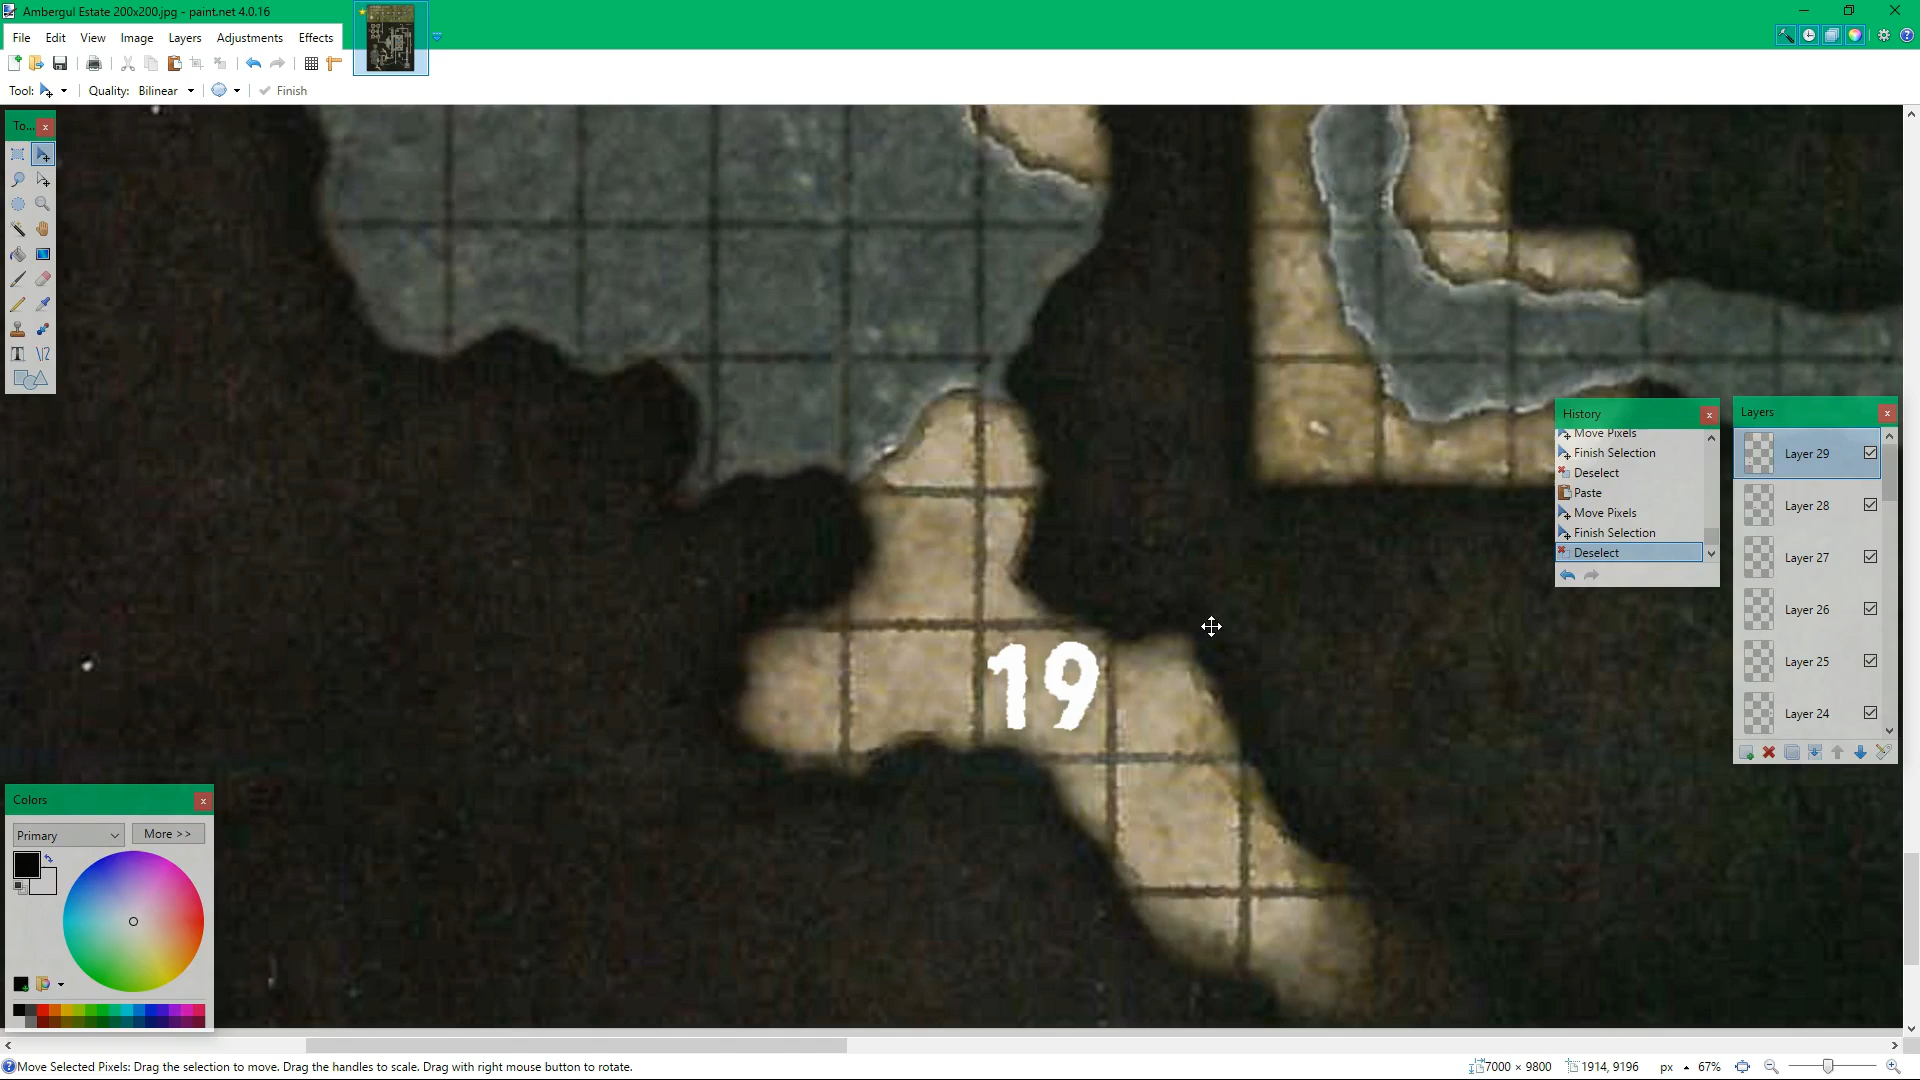 Ambergul Estate 200x200.jpg - paint.net 4.0.16
File Edit View Image Layers Adjustments Effects
Tool: Quality: Bilinear Finish
To...
History
Move Pixels
Finish Selection
Deselect
Paste
Move Pixels
Finish Selection
Deselect
Layers
Layer 29
Layer 28
Layer 27
Layer 26
Layer 25
Layer 24
19
Colors
Primary More >>
Move Selected Pixels: Drag the selection to move. Drag the handles to scale. Drag with right mouse button to rotate. 7000 × 9800 1914, 9196 px 67%